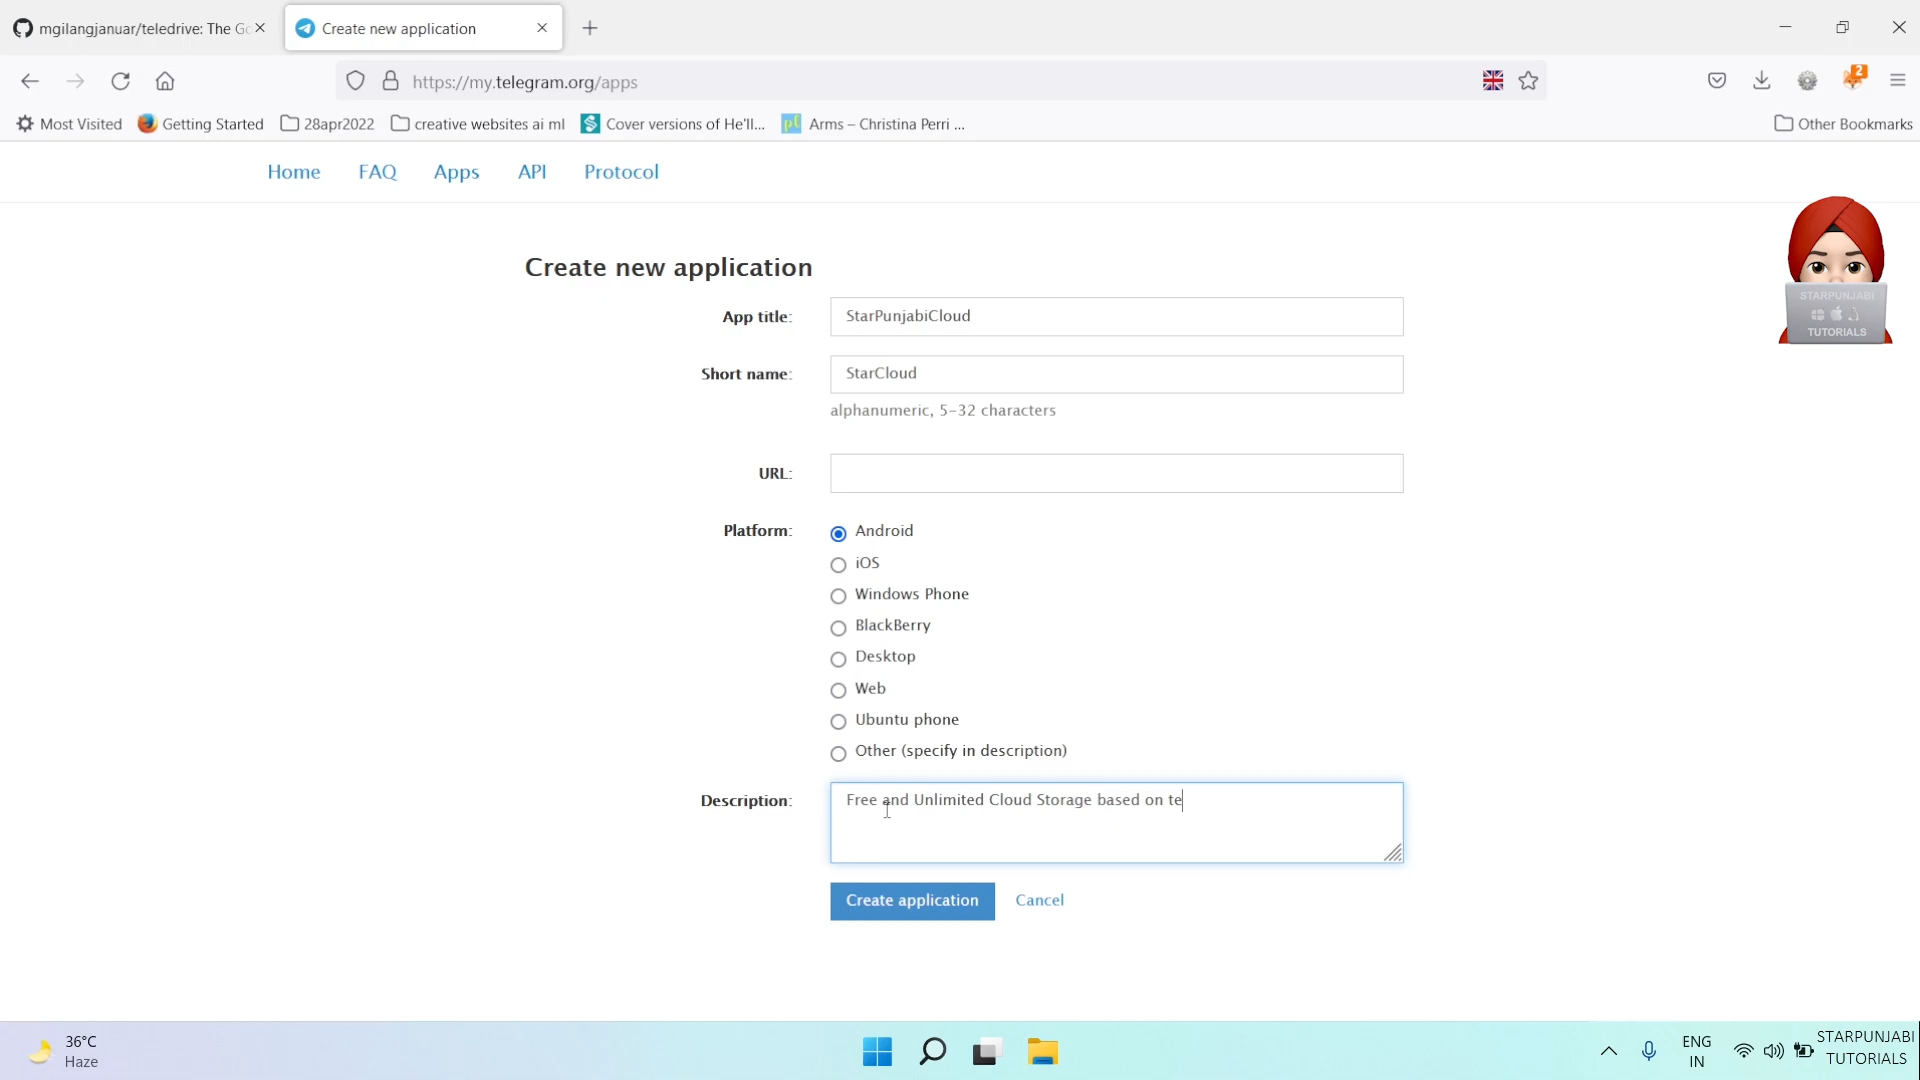 mgilangjanuar/teledrive: The Go
Create new application
https://my.telegram.org/apps
2
Most Visited
Getting Started
28apr2022
creative websites ai ml
Cover versions of He'll...
Arms – Christina Perri ...
Other Bookmarks
Home
FAQ
Apps
API
Protocol
STARPUNJABI
TUTORIALS
Create new application
App title: StarPunjabiCloud
Short name: StarCloud
alphanumeric, 5-32 characters
URL:
Platform: Android
iOS
Windows Phone
BlackBerry
Desktop
Web
Ubuntu phone
Other (specify in description)
Description: Free and Unlimited Cloud Storage based on te
Create application
Cancel
36°C
Haze
ENG
IN
STARPUNJABI
TUTORIALS